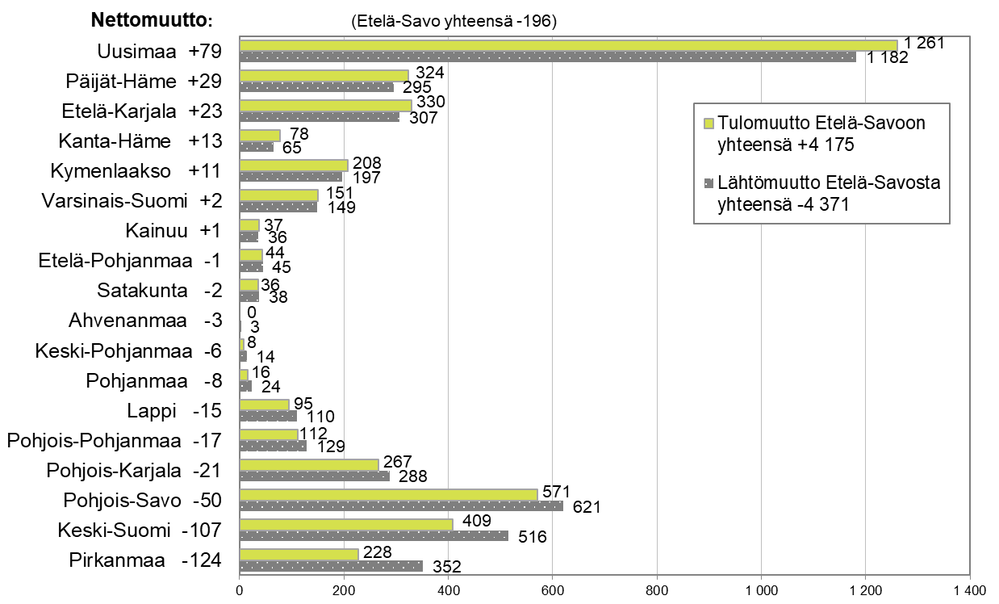 Nettomuutto: (Etelä-Savo yhteensä -196)
Uusimaa +79 1 261
1 182
Päijät-Häme +29 324
295
Etelä-Karjala +23 330
307
Kanta-Häme +13 78
65
Kymenlaakso +11 208
197
Varsinais-Suomi +2 151
149
Kainuu +1 37
36
Etelä-Pohjanmaa -1 44
45
Satakunta -2 36
38
Ahvenanmaa -3 0
3
Keski-Pohjanmaa -6 8
14
Pohjanmaa -8 16
24
Lappi -15 95
110
Pohjois-Pohjanmaa -17 112
129
Pohjois-Karjala -21 267
288
Pohjois-Savo -50 571
621
Keski-Suomi -107 409
516
Pirkanmaa -124 228
352
Tulomuutto Etelä-Savoon
yhteensä +4 175
Lähtömuutto Etelä-Savosta
yhteensä -4 371
0 200 400 600 800 1 000 1 200 1 400